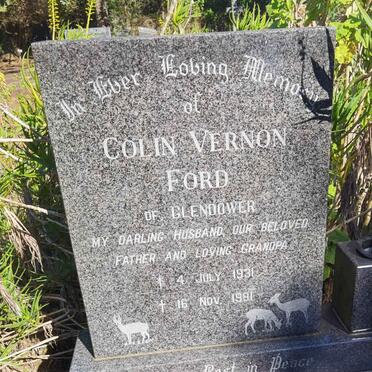 In Ever Loving Memory
of
COLIN VERNON
FORD
OF GLENDOWER
MY DARLING HUSBAND, OUR BELOVED
FATHER AND LOVING GRANDPA
4 JULY 1931
† 16 NOV. 1991
Rest in Peace